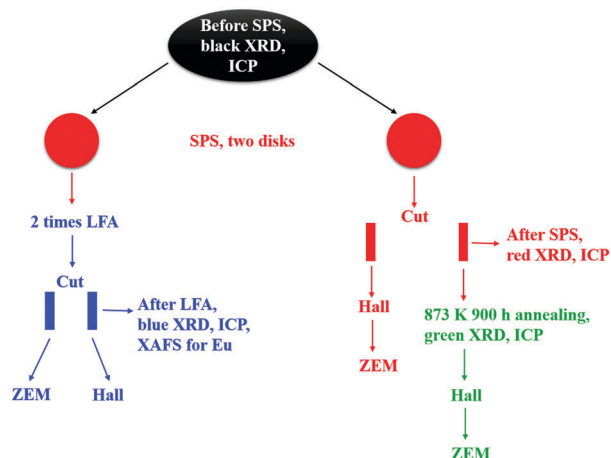 Before SPS,
black XRD,
ICP
SPS, two disks
2 times LFA
Cut
After LFA,
blue XRD, ICP,
XAFS for Eu
ZEM
Hall
Cut
After SPS,
red XRD, ICP
Hall
ZEM
873 K 900 h annealing,
green XRD, ICP
Hall
ZEM